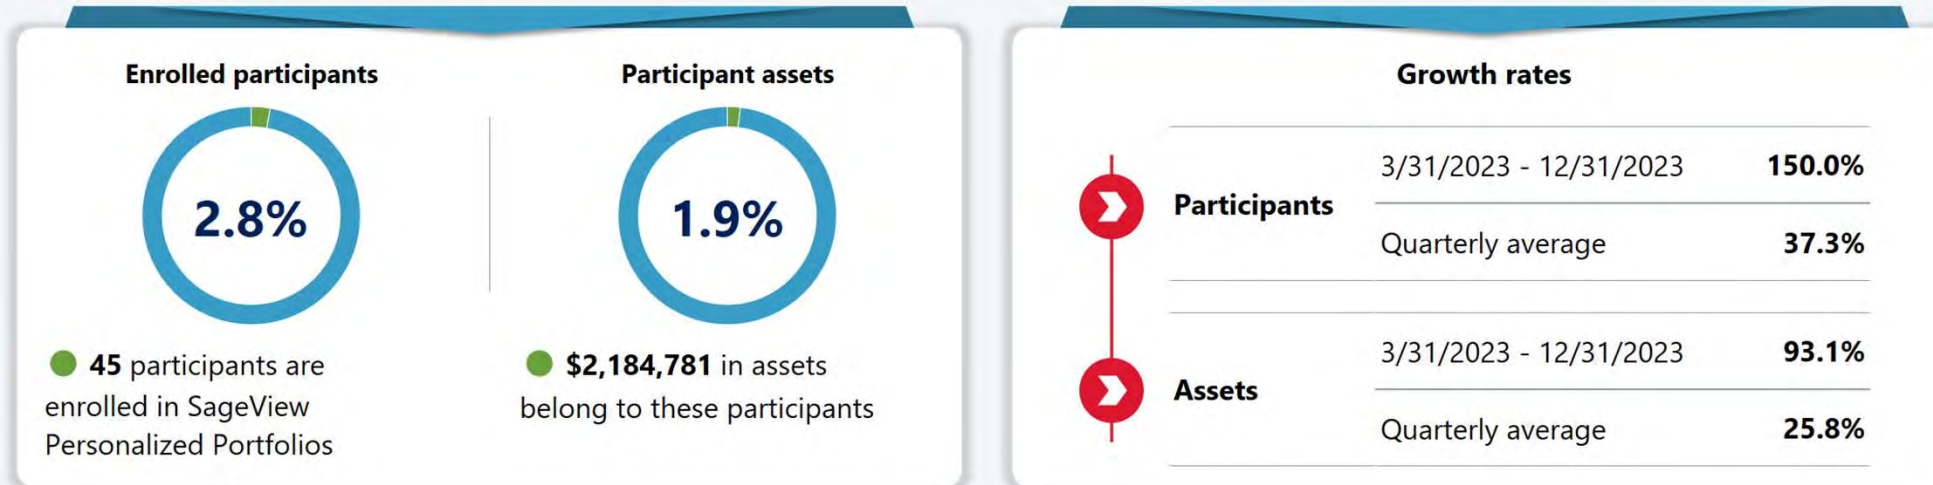 Enrolled participants
Participant assets
2.8%
1.9%
45 participants are
enrolled in SageView
Personalized Portfolios
$2,184,781 in assets
belong to these participants
Growth rates
Participants
3/31/2023 - 12/31/2023 150.0%
Quarterly average 37.3%
Assets
3/31/2023 - 12/31/2023 93.1%
Quarterly average 25.8%